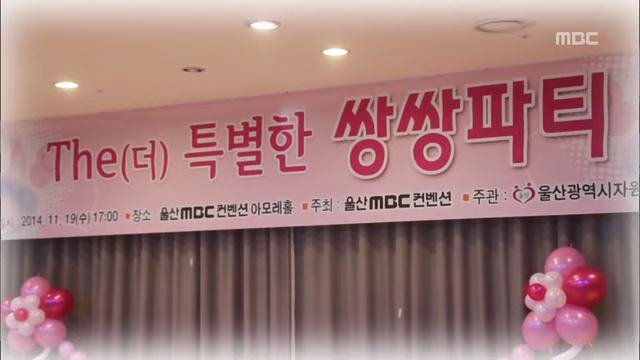 MBC
The(더) 특별한 쌍쌍파티
시 : 2014. 11. 19(수) 17:00 ■ 장소 울산MBC컨벤션 아모레홀 ■ 주최 : 울산MBC컨벤션 ■ 주관 : 울산광역시자원